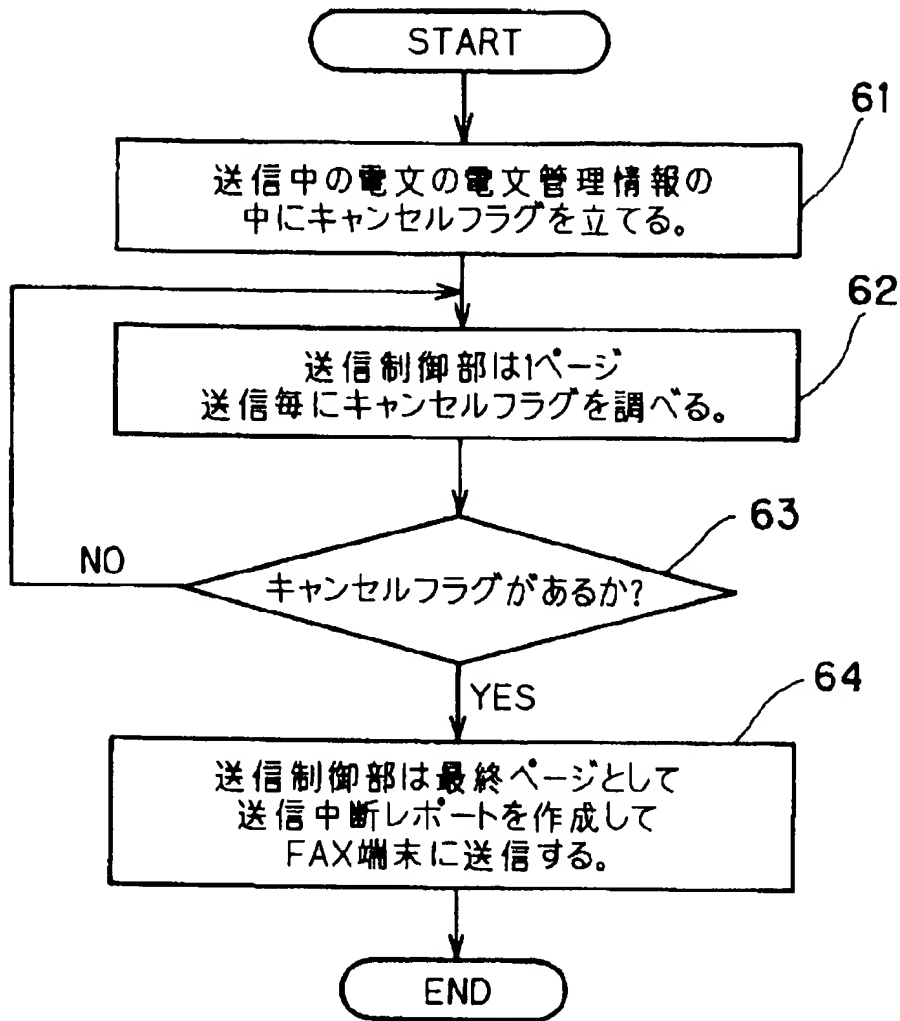 START
61
送信中の電文の電文管理情報の
中にキャンセルフラグを立てる。
62
送信制御部は1ページ
送信毎にキャンセルフラグを調べる。
63
NO
キャンセルフラグがあるか?
YES
64
送信制御部は最終ページとして
送信中断レポートを作成して
FAX端末に送信する。
END